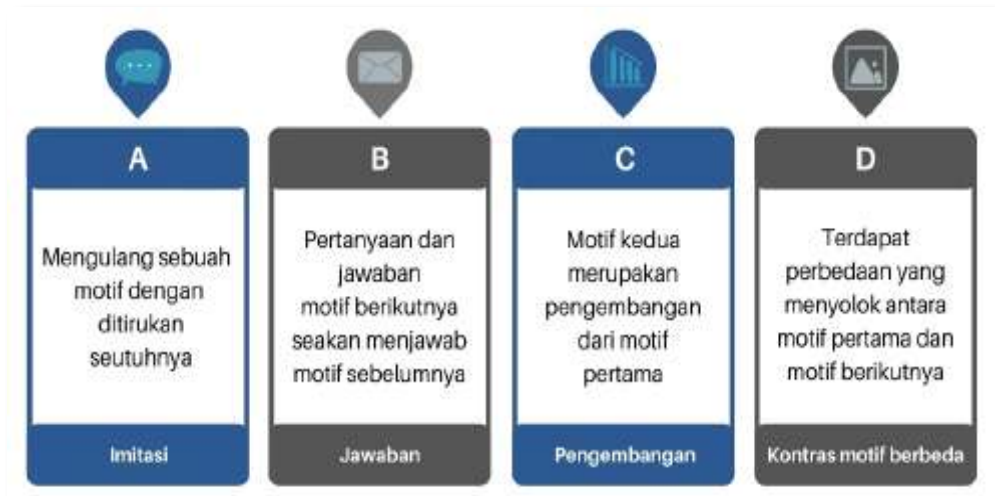 A
Mengulang sebuah
motif dengan
ditirukan
seutuhnya
Imitasi
B
Pertanyaan dan
jawaban
motif berikutnya
seakan menjawab
motif sebelumnya
Jawaban
C
Motif kedua
merupakan
pengembangan
dari motif
pertama
Pengembangan
D
Terdapat
perbedaan yang
menyolok antara
motif pertama dan
motif berikutnya
Kontras motif berbeda